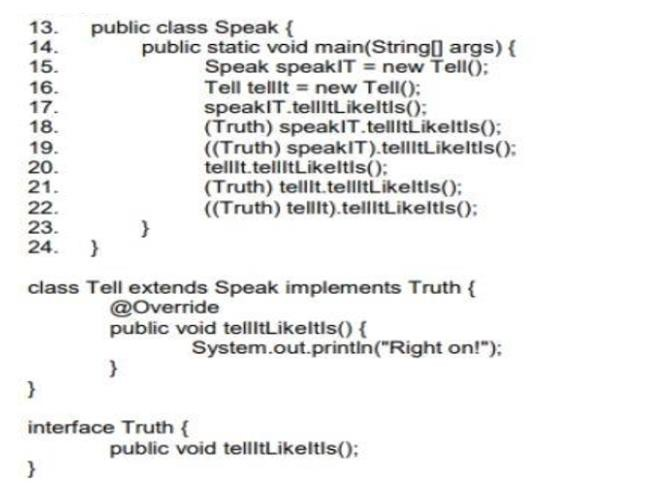 13. public class Speak {
14. public static void main(String[] args) {
15. Speak speakIT = new Tell();
16. Tell tellIt = new Tell();
17. speakIT.tellItLikeItIs();
18. (Truth) speakIT.tellItLikeItIs();
19. ((Truth) speakIT).tellItLikeItIs();
20. tellIt.tellItLikeItIs();
21. (Truth) tellIt.tellItLikeItIs();
22. ((Truth) tellIt).tellItLikeItIs();
23. }
24. }
class Tell extends Speak implements Truth {
@Override
public void tellItLikeItIs() {
System.out.println("Right on!");
}
}
interface Truth {
public void tellItLikeItIs();
}